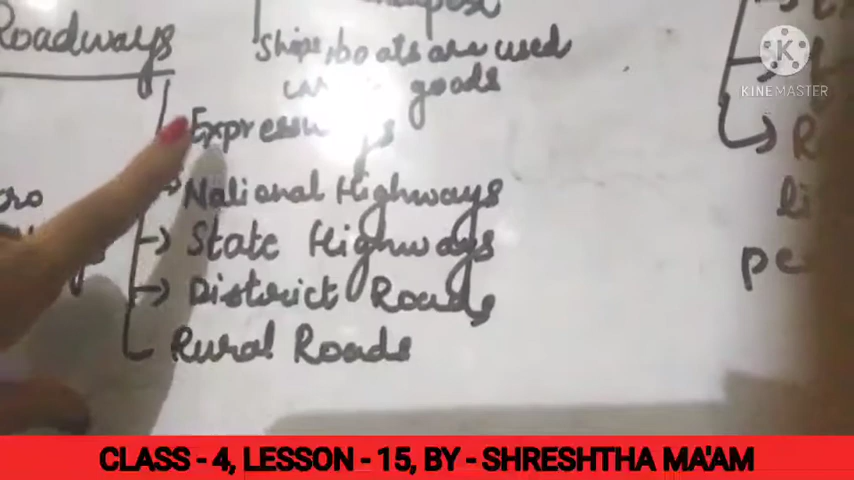 Roadways
Ships, boats are used
goods
Expressways
National Highways
State Highways
District Roads
Rural Roads
KINEMASTER
CLASS - 4, LESSON - 15, BY - SHRESHTHA MA'AM